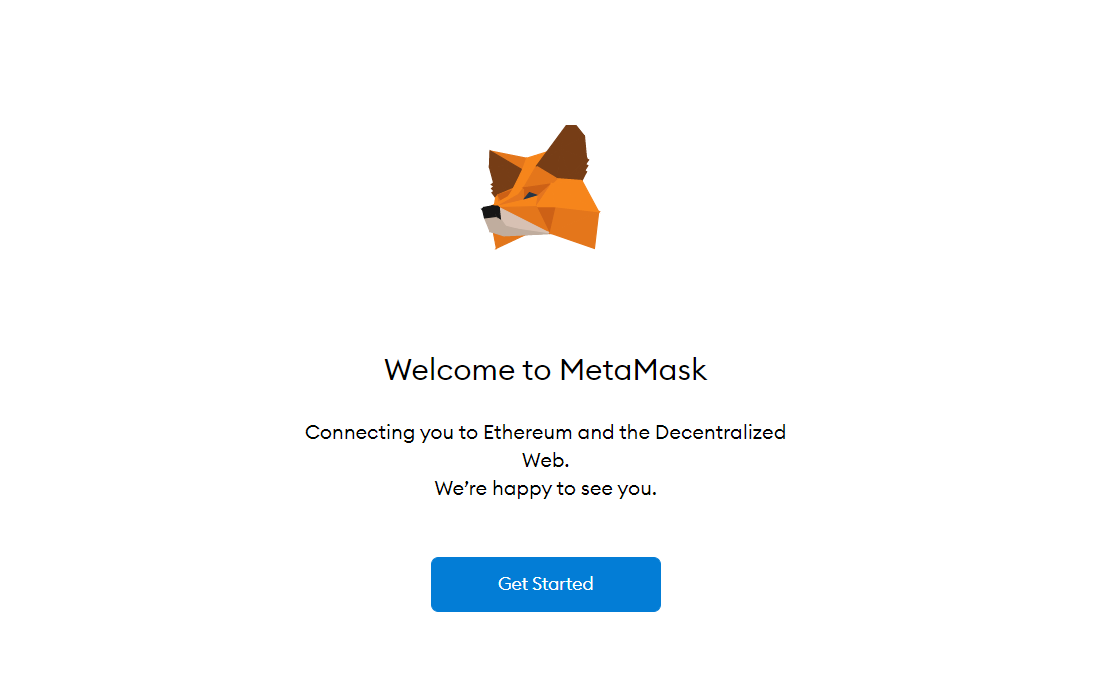 Welcome to MetaMask
Connecting you to Ethereum and the Decentralized
Web.
We’re happy to see you.
Get Started